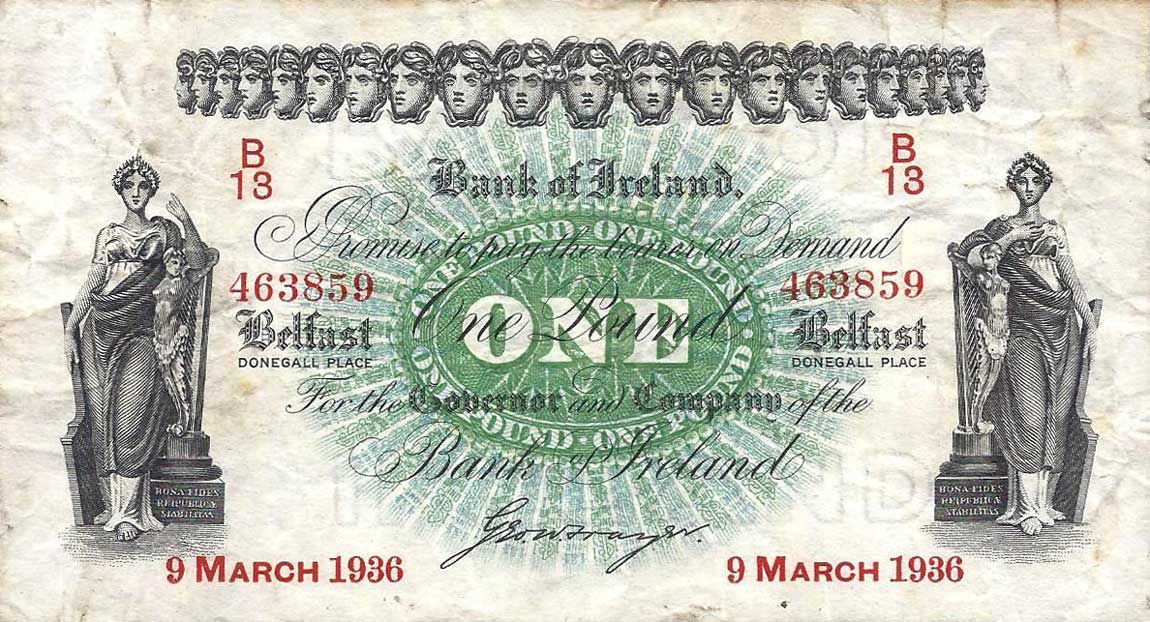 B B
13 13
Bank of Ireland.
Promise to pay the bearer on Demand
463859 463859
One Pound
ONE
Belfast Belfast
DONEGALL PLACE DONEGALL PLACE
For the Governor and Company of the
Bank of Ireland
BONA FIDES BONA FIDES
REIPUBLICÆ REIPUBLICÆ
STABILITAS STABILITAS
9 MARCH 1936 9 MARCH 1936